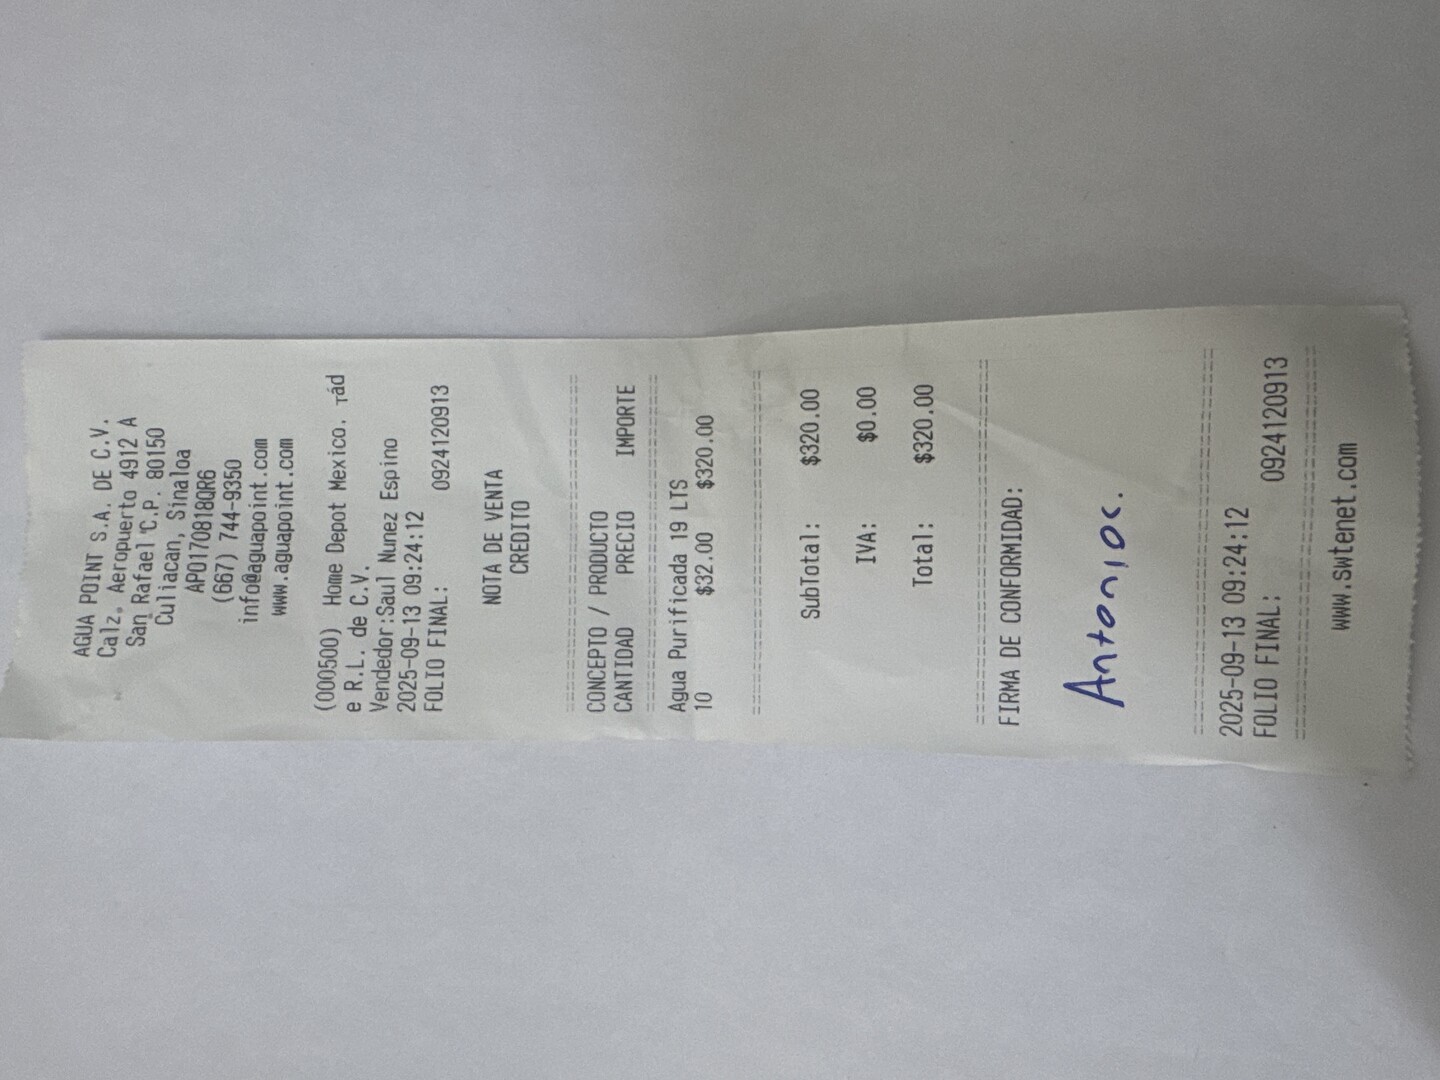 AGUA POINT S.A. DE C.V.
Calz. Aeropuerto 4912 A
San Rafael C.P. 80150
Culiacan, Sinaloa
APO170818QR6
(667) 744-9350
info@aguapoint.com
www.aguapoint.com
(000500) Home Depot Mexico. Tád
e R.L. de C.V.
Vendedor:Saul Nunez Espino
2025-09-13 09:24:12
FOLIO FINAL: 0924120913
NOTA DE VENTA
CREDITO
CONCEPTO / PRODUCTO
CANTIDAD PRECIO IMPORTE
Agua Purificada 19 LTS
10 $32.00 $320.00
SubTotal: $320.00
IVA: $0.00
Total: $320.00
FIRMA DE CONFORMIDAD:
Antonio c.
2025-09-13 09:24:12
FOLIO FINAL: 0924120913
www.swtenet.com